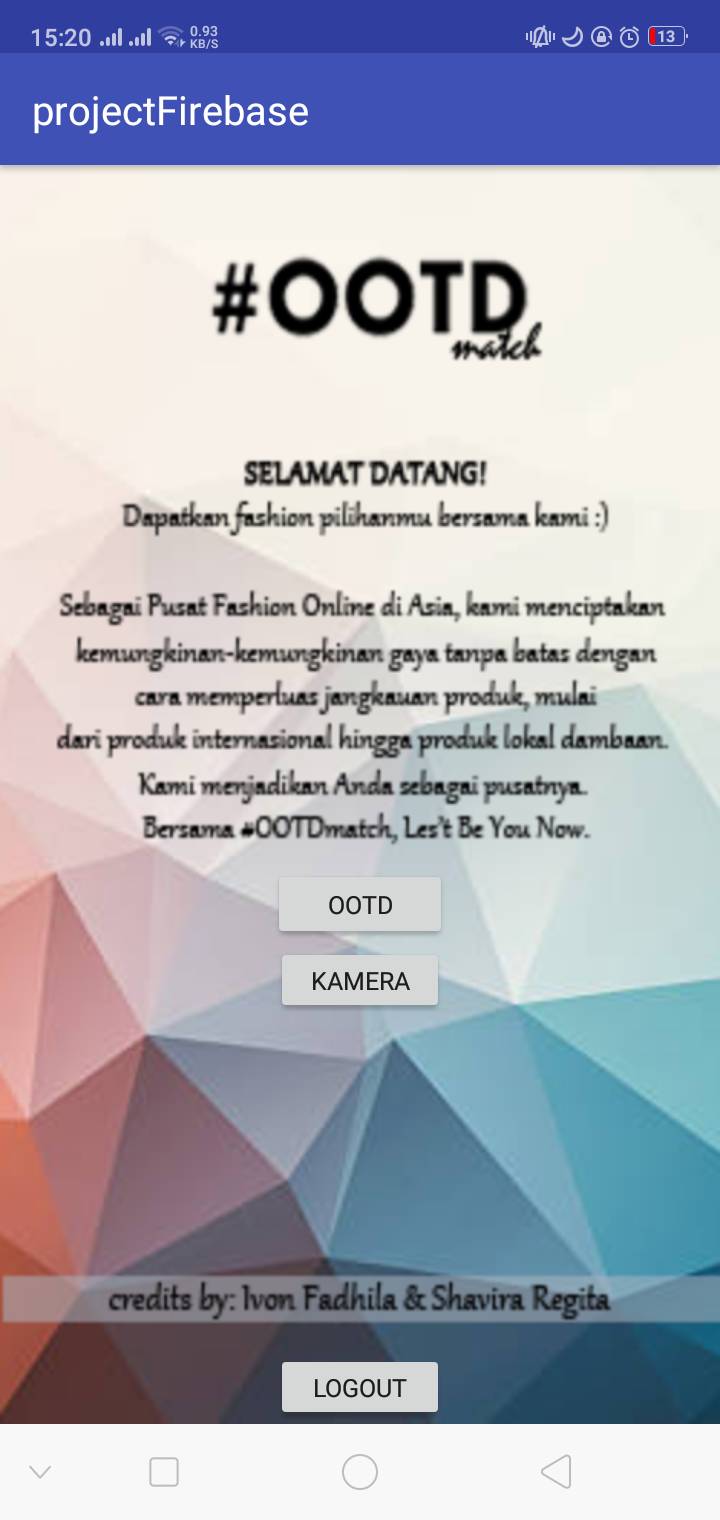 15:20 0.93 KB/S 13
projectFirebase
#OOTD
match
SELAMAT DATANG!
Dapatkan fashion pilihanmu bersama kami :)
Sebagai Pusat Fashion Online di Asia, kami menciptakan
kemungkinan-kemungkinan gaya tanpa batas dengan
cara memperluas jangkauan produk, mulai
dari produk internasional hingga produk lokal dambaan.
Kami menjadikan Anda sebagai pusatnya.
Bersama #OOTDmatch, Les't Be You Now.
OOTD
KAMERA
credits by: Ivon Fadhila & Shavira Regita
LOGOUT